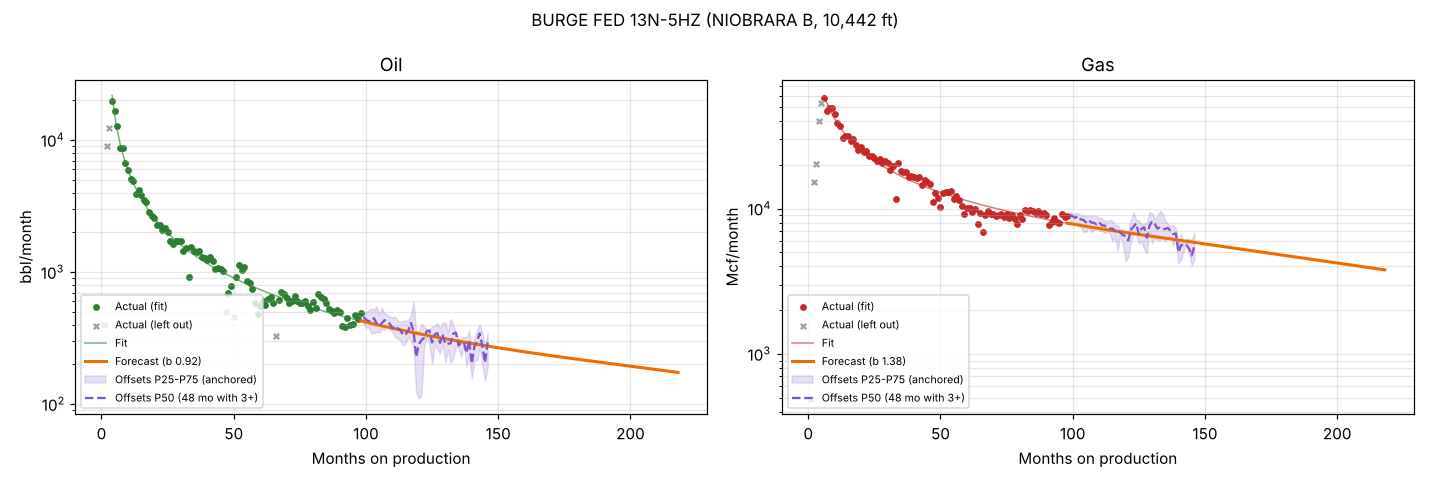 BURGE FED 13N-5HZ (NIOBRARA B, 10,442 ft)
Oil
bbl/month
10⁴
10³
10²
Actual (fit)
Actual (left out)
Fit
Forecast (b 0.92)
Offsets P25-P75 (anchored)
Offsets P50 (48 mo with 3+)
0 50 100 150 200
Months on production
Gas
Mcf/month
10⁴
10³
Actual (fit)
Actual (left out)
Fit
Forecast (b 1.38)
Offsets P25-P75 (anchored)
Offsets P50 (48 mo with 3+)
0 50 100 150 200
Months on production